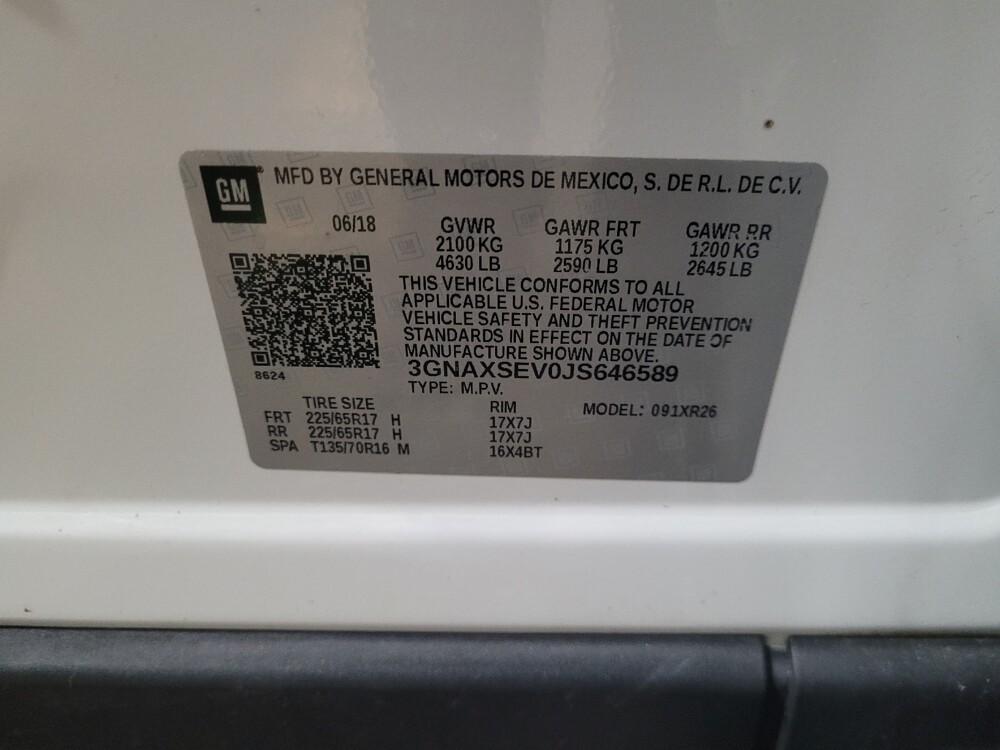 GM
MFD BY GENERAL MOTORS DE MEXICO, S. DE R.L. DE C.V.
06/18 GVWR GAWR FRT GAWR RR
2100 KG 1175 KG 1200 KG
4630 LB 2590 LB 2645 LB
THIS VEHICLE CONFORMS TO ALL
APPLICABLE U.S. FEDERAL MOTOR
VEHICLE SAFETY AND THEFT PREVENTION
STANDARDS IN EFFECT ON THE DATE OF
MANUFACTURE SHOWN ABOVE.
8624
3GNAXSEV0JS646589
TYPE: M.P.V.
TIRE SIZE RIM MODEL: 091XR26
FRT 225/65R17 H 17X7J
RR 225/65R17 H 17X7J
SPA T135/70R16 M 16X4BT